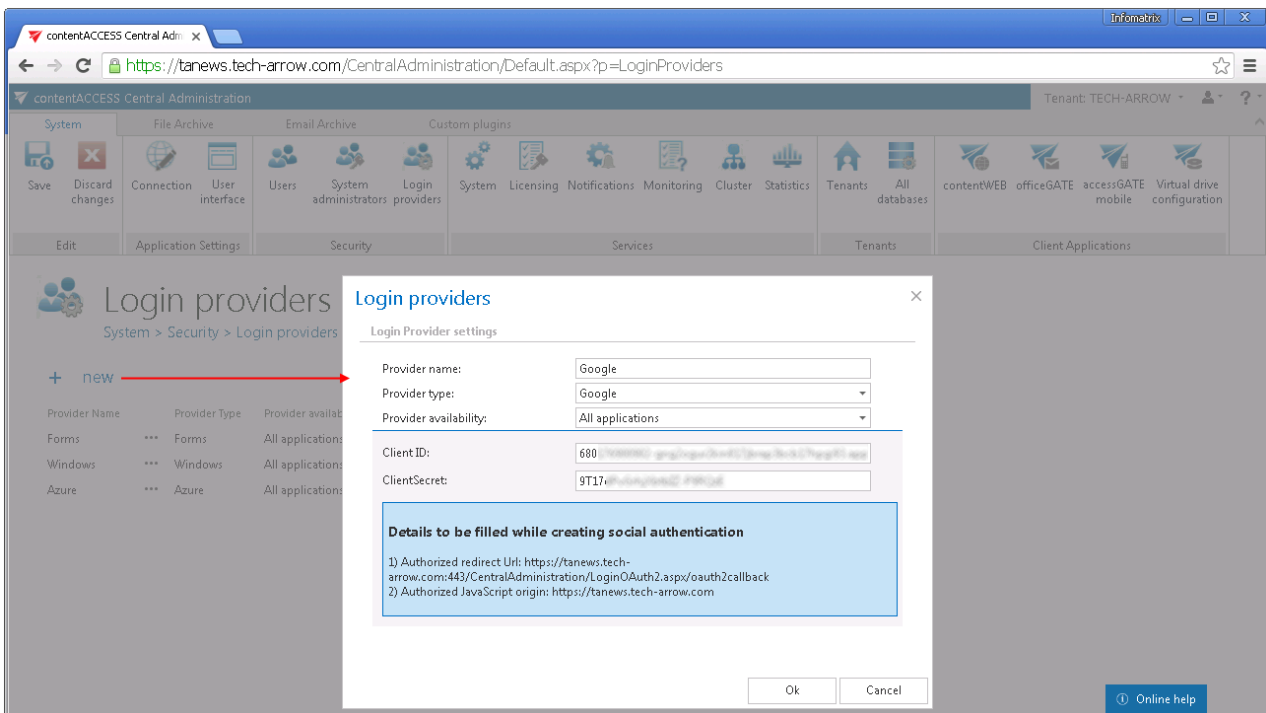 Infomatrix
contentACCESS Central Adm
https://tanews.tech-arrow.com/CentralAdministration/Default.aspx?p=LoginProviders
contentACCESS Central Administration Tenant: TECH-ARROW ?
System File Archive Email Archive Custom plugins
Save Discard changes Connection User interface Users System administrators Login providers System Licensing Notifications Monitoring Cluster Statistics Tenants All databases contentWEB officeGATE accessGATE mobile Virtual drive configuration
Edit Application Settings Security Services Tenants Client Applications
Login providers
System > Security > Login providers
+ new
Provider Name Provider Type Provider availab
Forms ••• Forms All applications
Windows ••• Windows All applications
Azure ••• Azure All applications
Login providers
Login Provider settings
Provider name: Google
Provider type: Google
Provider availability: All applications
Client ID: 680
ClientSecret: 9T17
Details to be filled while creating social authentication
1) Authorized redirect Url: https://tanews.tech-
arrow.com:443/CentralAdministration/LoginOAuth2.aspx/oauth2callback
2) Authorized JavaScript origin: https://tanews.tech-arrow.com
Ok Cancel
Online help